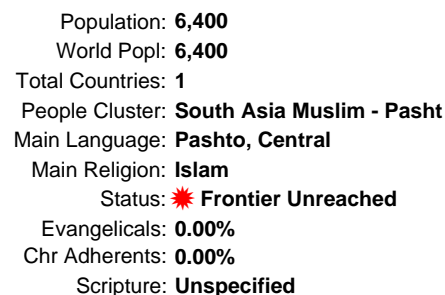 Population: 6,400
World Popl: 6,400
Total Countries: 1
People Cluster: South Asia Muslim - Pasht
Main Language: Pashto, Central
Main Religion: Islam
Status: Frontier Unreached
Evangelicals: 0.00%
Chr Adherents: 0.00%
Scripture: Unspecified